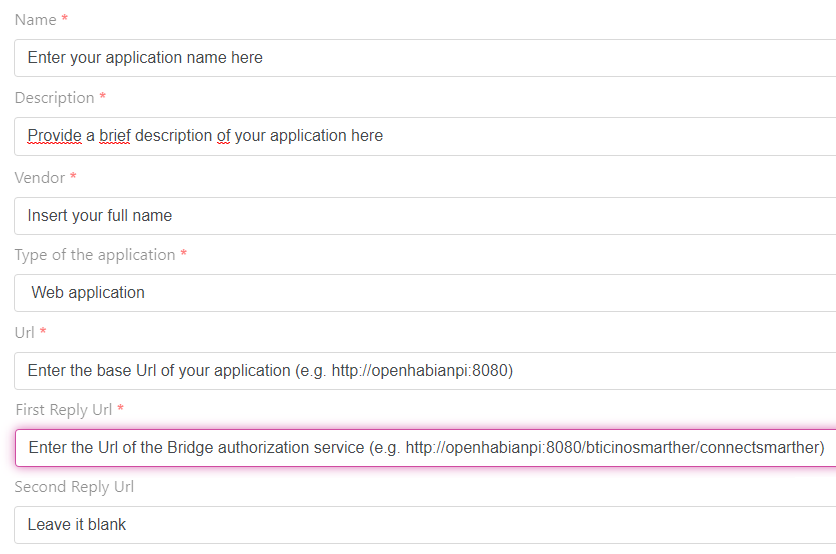 Name *
Enter your application name here
Description *
Provide a brief description of your application here
Vendor *
Insert your full name
Type of the application *
Web application
Url *
Enter the base Url of your application (e.g. http://openhabianpi:8080)
First Reply Url *
Enter the Url of the Bridge authorization service (e.g. http://openhabianpi:8080/bticinosmarther/connectsmarther)
Second Reply Url
Leave it blank